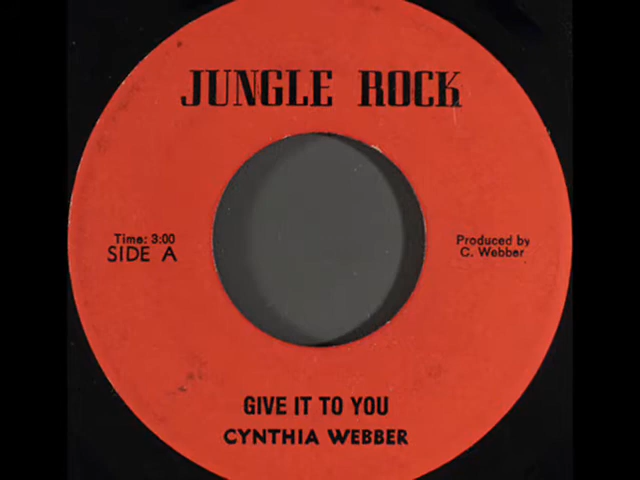 JUNGLE ROCK
Time: 3:00
SIDE A
Produced by
C. Webber
GIVE IT TO YOU
CYNTHIA WEBBER